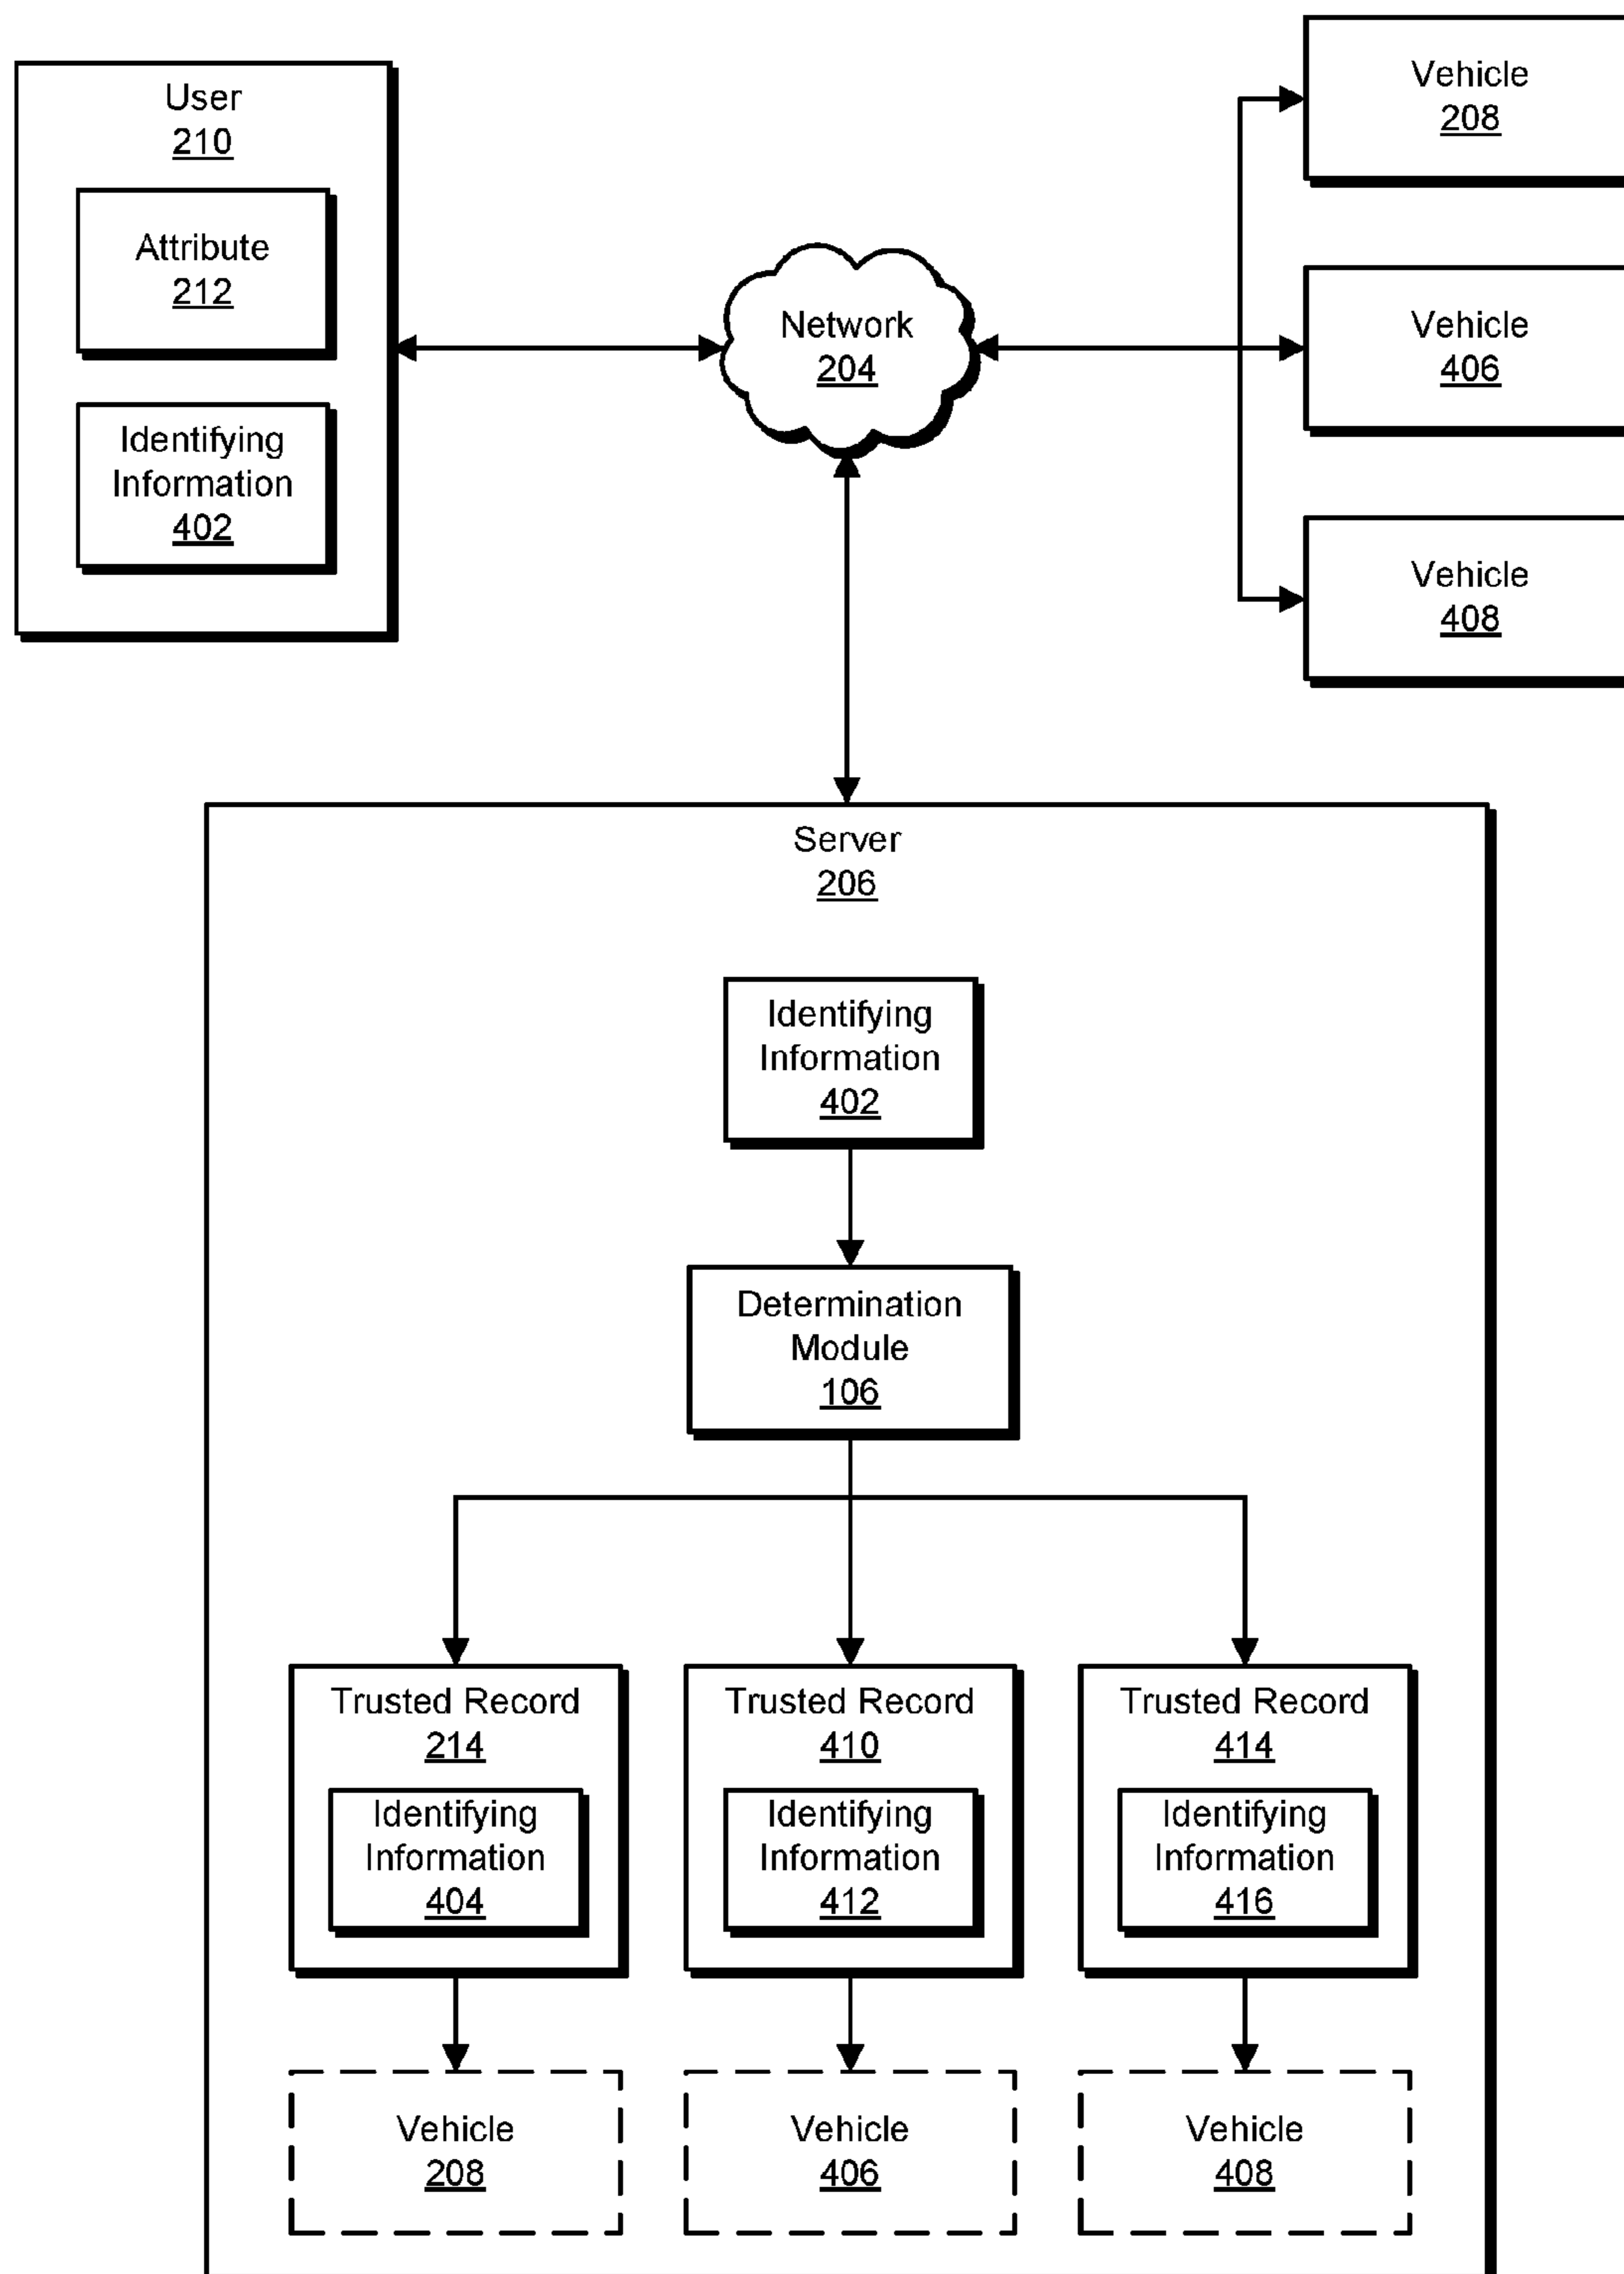 User
210
Attribute
212
Identifying
Information
402
Network
204
Vehicle
208
Vehicle
406
Vehicle
408
Server
206
Identifying
Information
402
Determination
Module
106
Trusted Record
214
Identifying
Information
404
Trusted Record
410
Identifying
Information
412
Trusted Record
414
Identifying
Information
416
Vehicle
208
Vehicle
406
Vehicle
408